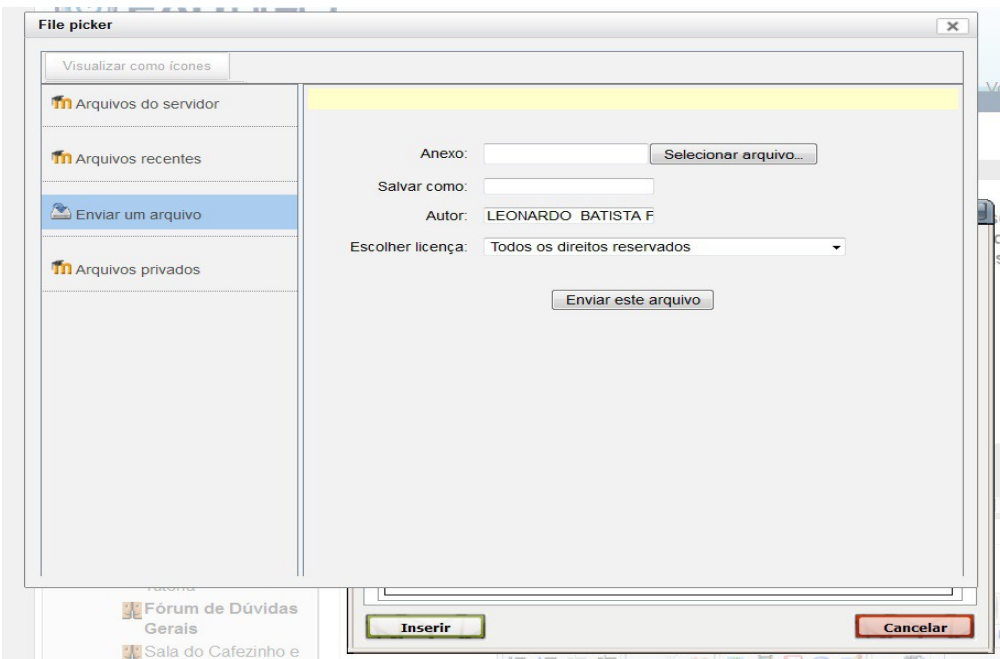 File picker
Visualizar como ícones
Arquivos do servidor
Arquivos recentes
Enviar um arquivo
Arquivos privados
Anexo:
Selecionar arquivo...
Salvar como:
Autor: LEONARDO BATISTA F
Escolher licença: Todos os direitos reservados
Enviar este arquivo
Fórum de Dúvidas
Gerais
Sala do Cafezinho e
Inserir
Cancelar